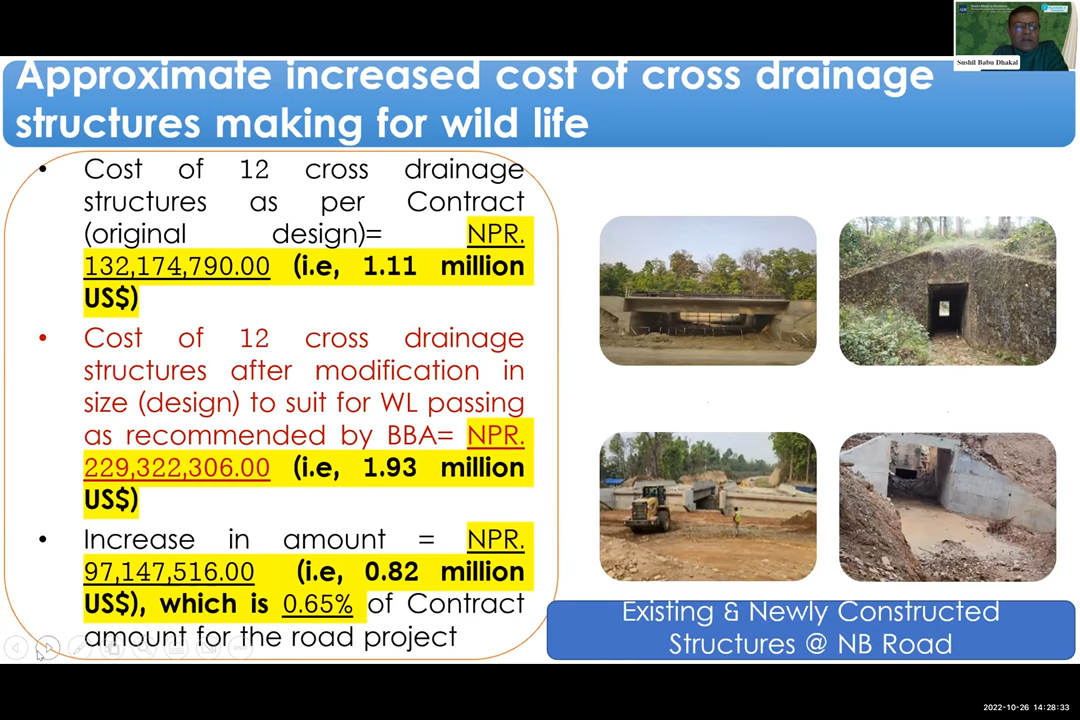 Sushil Babu Dhakal
Approximate increased cost of cross drainage
structures making for wild life
• Cost of 12 cross drainage
structures as per Contract
(original design)= NPR.
132,174,790.00 (i.e, 1.11 million
US$)
• Cost of 12 cross drainage
structures after modification in
size (design) to suit for WL passing
as recommended by BBA= NPR.
229,322,306.00 (i.e, 1.93 million
US$)
• Increase in amount = NPR.
97,147,516.00 (i.e, 0.82 million
US$), which is 0.65% of Contract
amount for the road project
Existing & Newly Constructed
Structures @ NB Road
2022-10-26 14:28:33